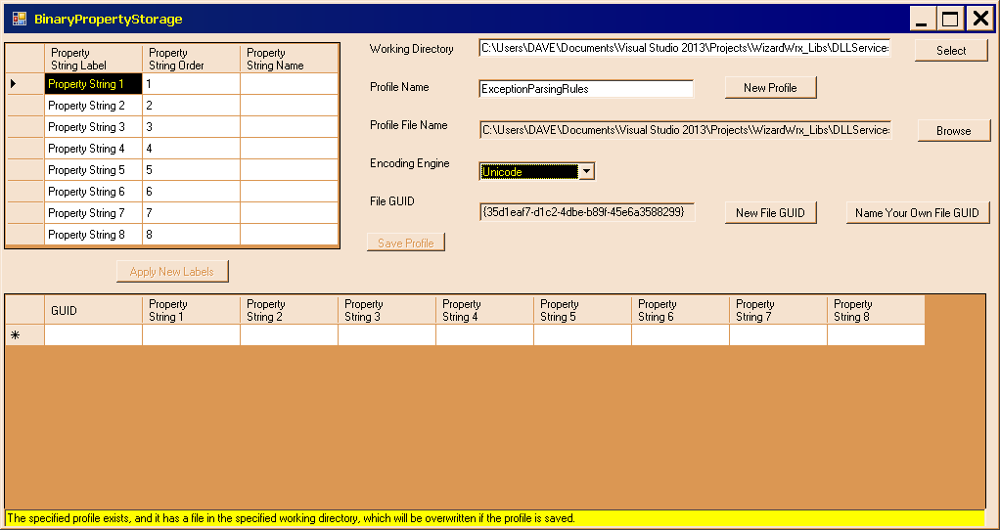 BinaryPropertyStorage
Property String Label Property String Order Property String Name
Property String 1 1
Property String 2 2
Property String 3 3
Property String 4 4
Property String 5 5
Property String 6 6
Property String 7 7
Property String 8 8
Apply New Labels
Working Directory C:\Users\DAVE\Documents\Visual Studio 2013\Projects\WizardWrx_Libs\DLLService: Select
Profile Name ExceptionParsingRules New Profile
Profile File Name C:\Users\DAVE\Documents\Visual Studio 2013\Projects\WizardWrx_Libs\DLLService: Browse
Encoding Engine Unicode
File GUID {35d1eaf7-d1c2-4dbe-b89f-45e6a3588299} New File GUID Name Your Own File GUID
Save Profile
GUID Property String 1 Property String 2 Property String 3 Property String 4 Property String 5 Property String 6 Property String 7 Property String 8
The specified profile exists, and it has a file in the specified working directory, which will be overwritten if the profile is saved.